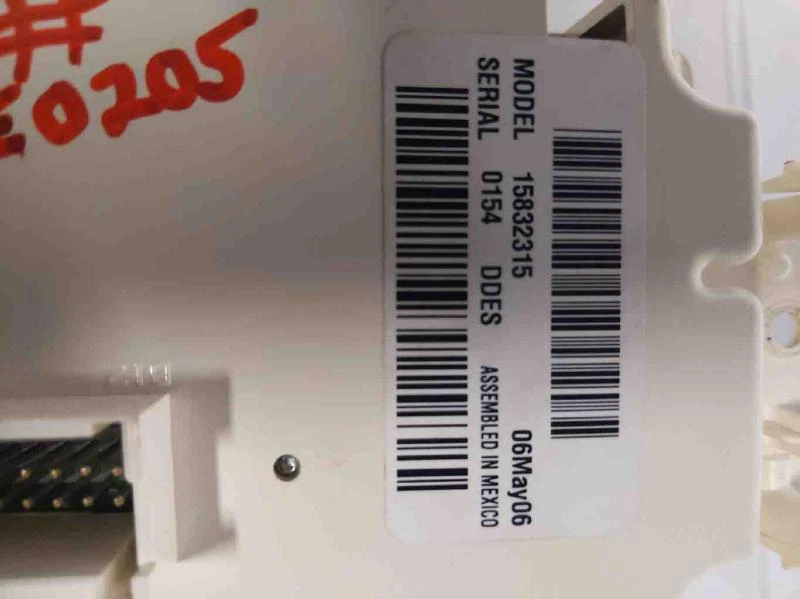 #
E0205
MODEL 15832315 06May06
SERIAL 0154 DDES ASSEMBLED IN MEXICO